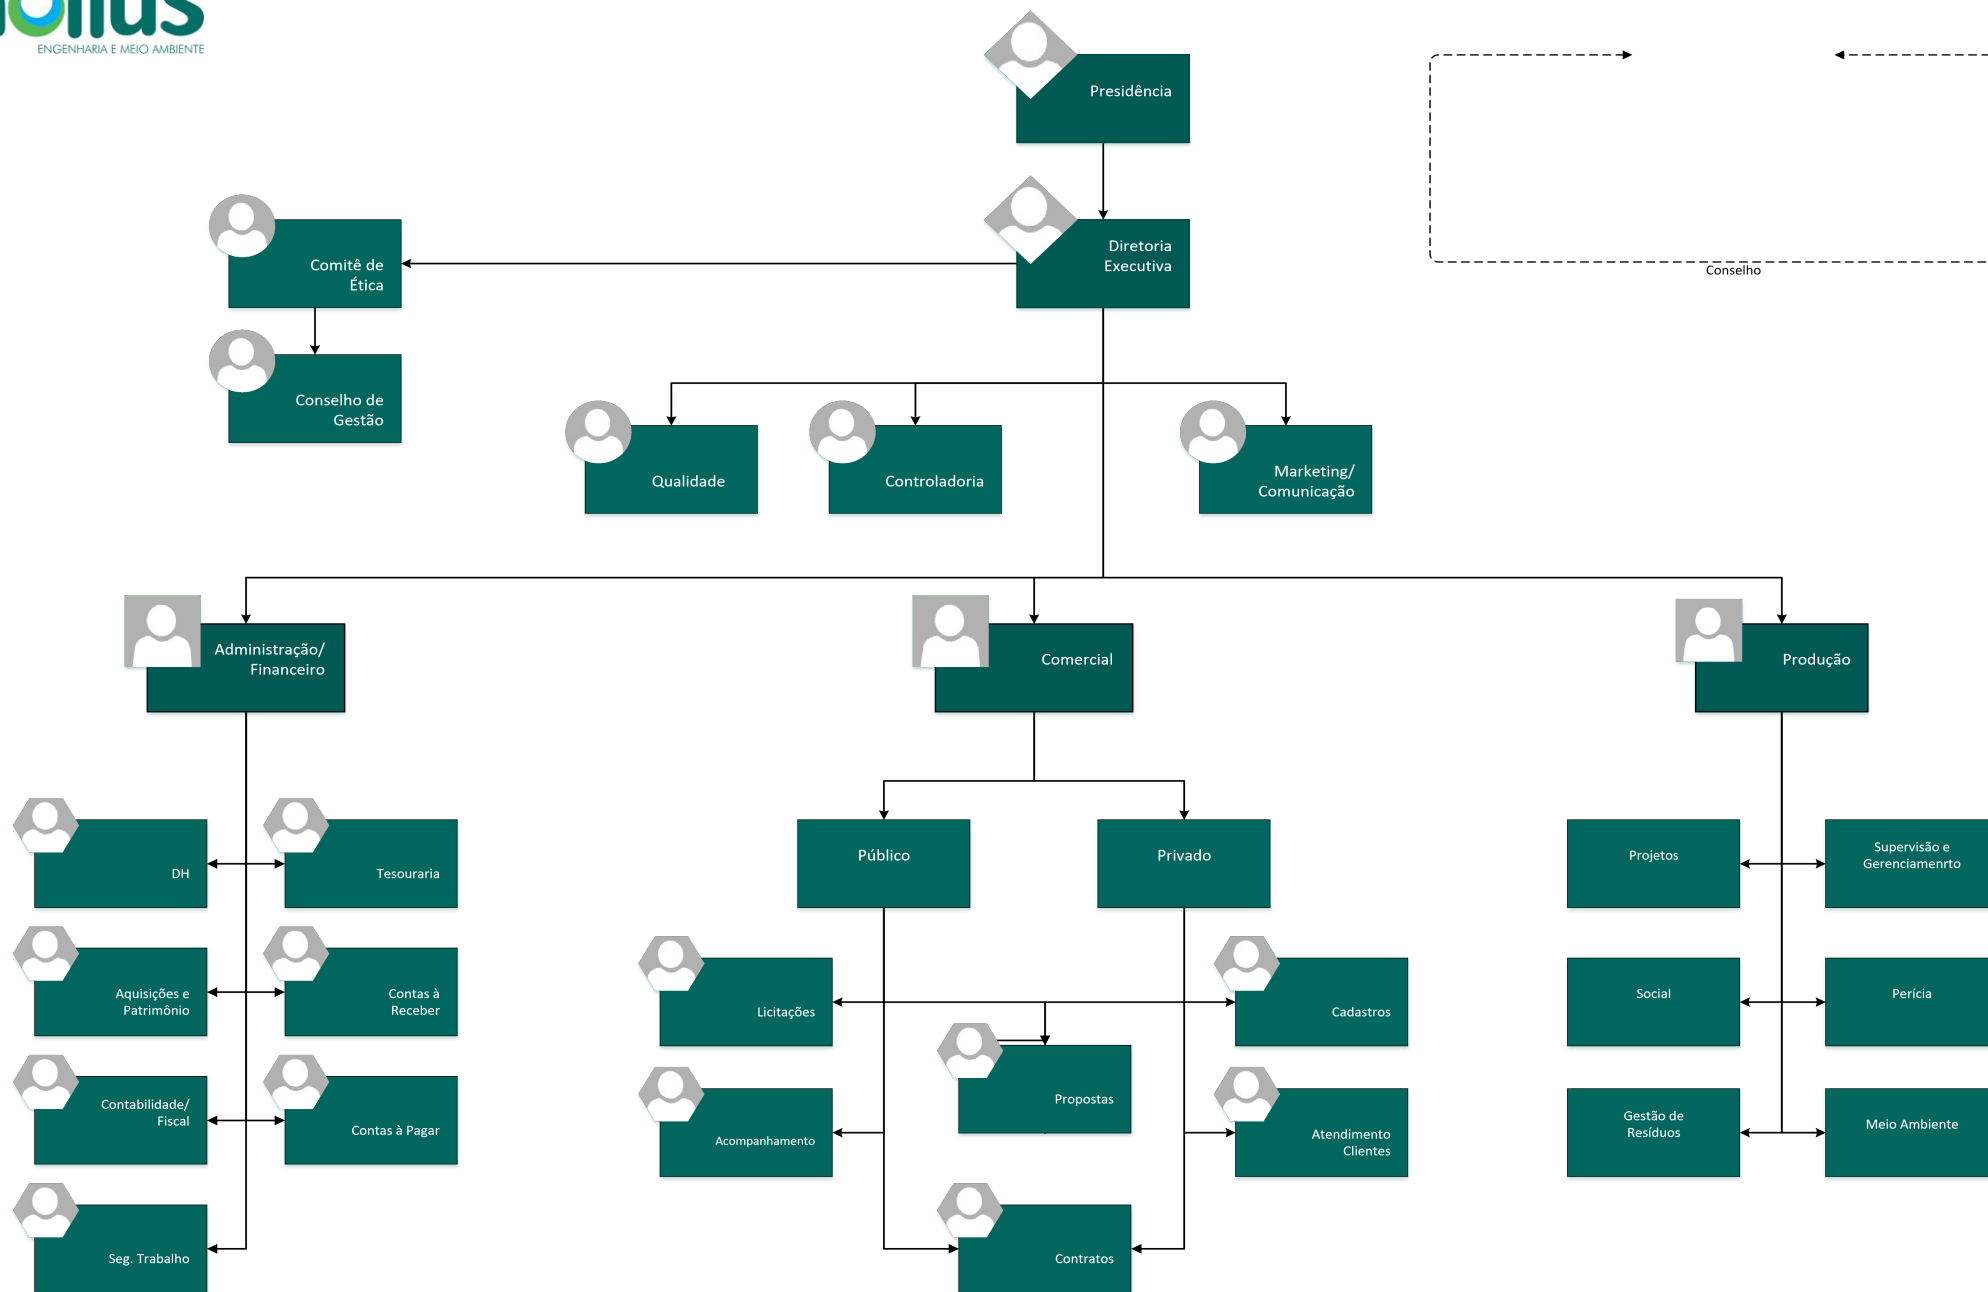 ENGENHARIA E MEIO AMBIENTE
Presidência
Diretoria
Executiva
Comitê de
Ética
Conselho
Conselho de
Gestão
Qualidade
Controladoria
Marketing/
Comunicação
Administração/
Financeiro
Comercial
Produção
DH
Tesouraria
Público
Privado
Projetos
Supervisão e
Gerenciamenrto
Aquisições e
Patrimônio
Contas à
Receber
Licitações
Cadastros
Social
Perícia
Contabilidade/
Fiscal
Contas à Pagar
Propostas
Acompanhamento
Atendimento
Clientes
Gestão de
Resíduos
Meio Ambiente
Seg. Trabalho
Contratos